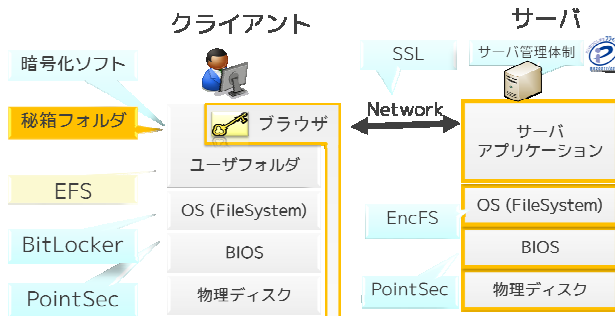 クライアント
サーバ
暗号化ソフト
SSL
サーバ管理体制
秘箱フォルダ
ブラウザ
Network
サーバ
アプリケーション
ユーザフォルダ
EFS
OS (FileSystem)
EncFS
OS (FileSystem)
BitLocker
BIOS
BIOS
PointSec
物理ディスク
PointSec
物理ディスク